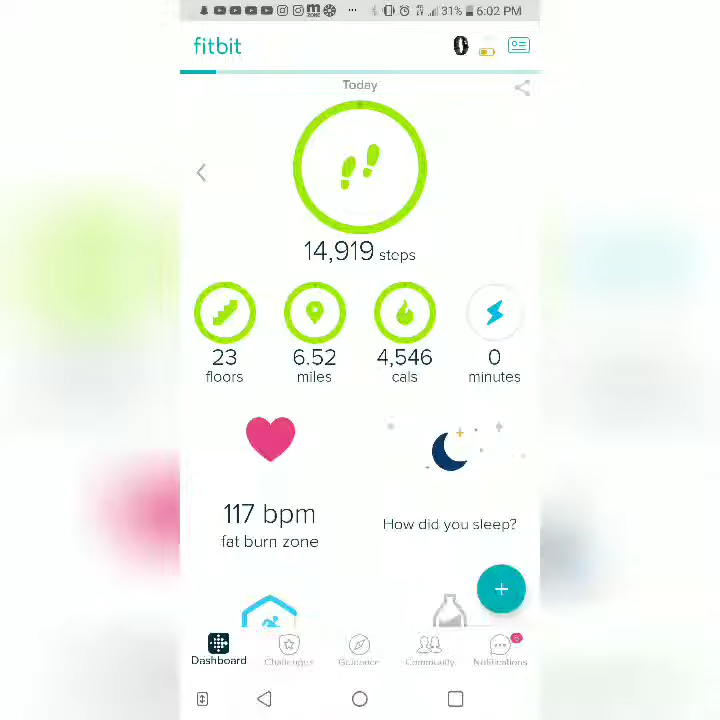 31% 6:02 PM
fitbit
Today
14,919 steps
23 6.52 4,546 0
floors miles cals minutes
117 bpm
fat burn zone
How did you sleep?
+
Dashboard Challenges Guidance Community Notifications